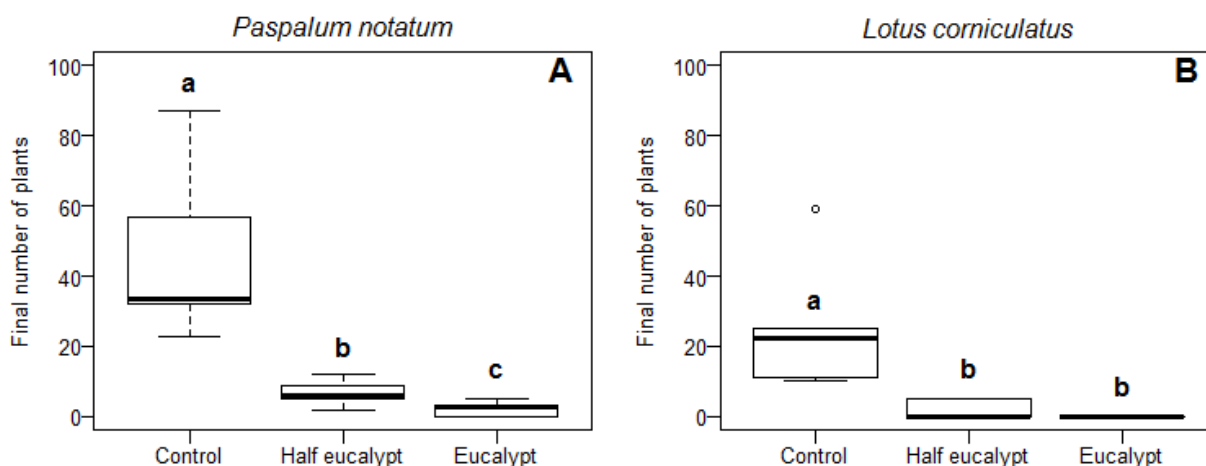 Paspalum notatum
A
Final number of plants
100
80
60
40
20
0
a
b
c
Control Half eucalypt Eucalypt
Lotus corniculatus
B
Final number of plants
100
80
60
40
20
0
a
b
b
Control Half eucalypt Eucalypt